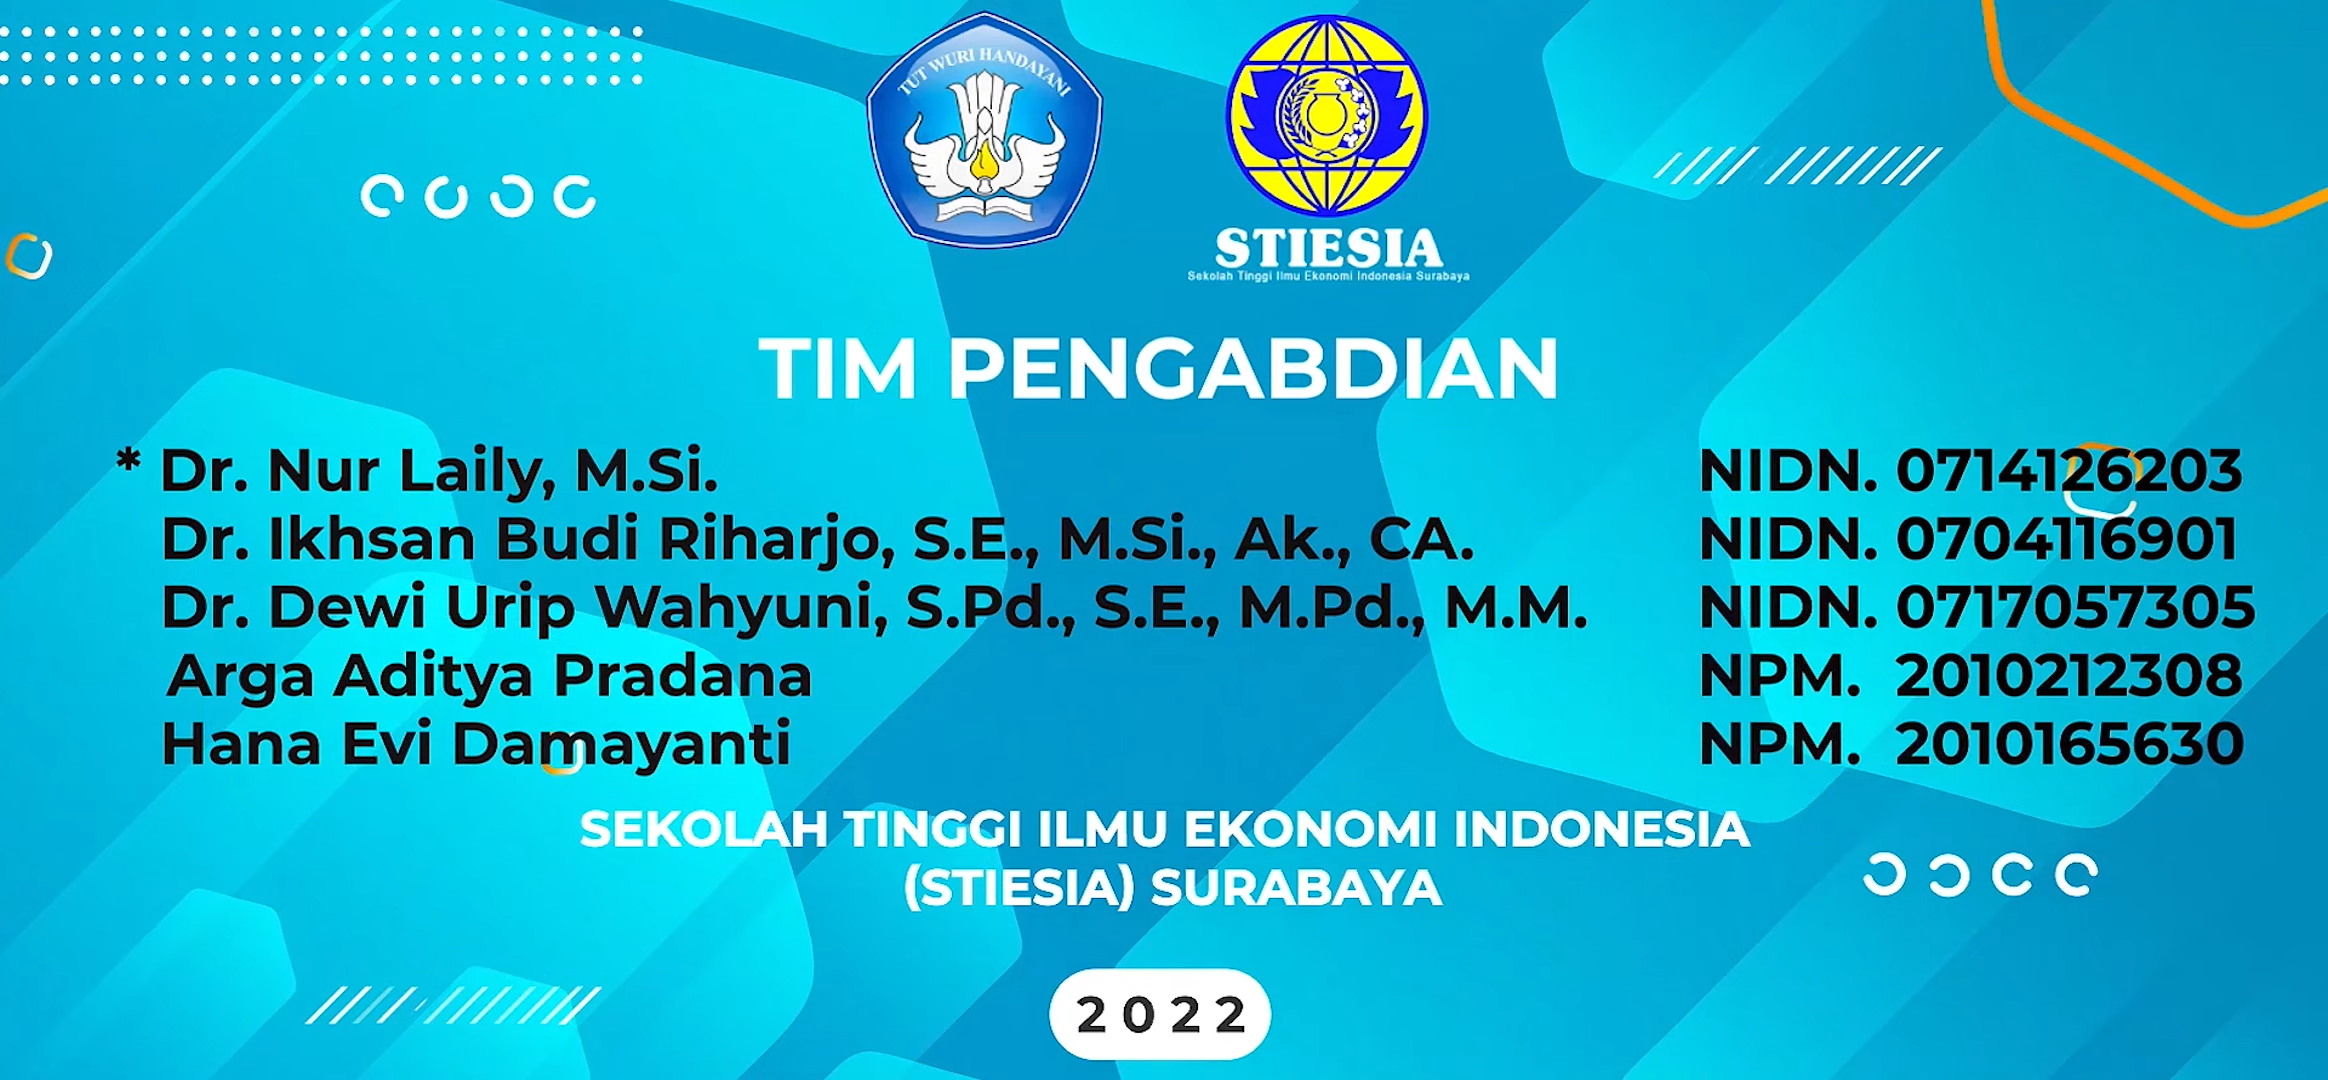 TUT WURI HANDAYANI
STIESIA
Sekolah Tinggi Ilmu Ekonomi Indonesia Surabaya
TIM PENGABDIAN
* Dr. Nur Laily, M.Si. NIDN. 0714126203
Dr. Ikhsan Budi Riharjo, S.E., M.Si., Ak., CA. NIDN. 0704116901
Dr. Dewi Urip Wahyuni, S.Pd., S.E., M.Pd., M.M. NIDN. 0717057305
Arga Aditya Pradana NPM. 2010212308
Hana Evi Damayanti NPM. 2010165630
SEKOLAH TINGGI ILMU EKONOMI INDONESIA
(STIESIA) SURABAYA
2022